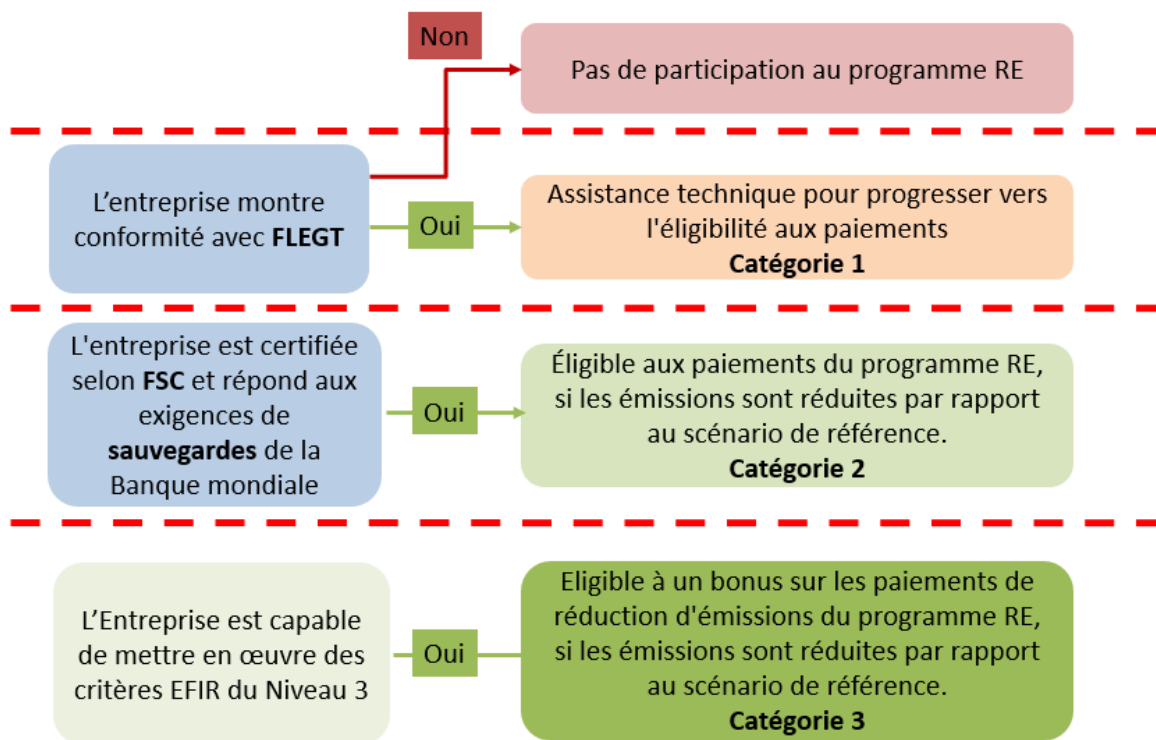 Non
Pas de participation au programme RE
L’entreprise montre
conformité avec FLEGT
Oui
Assistance technique pour progresser vers
l'éligibilité aux paiements
Catégorie 1
L'entreprise est certifiée
selon FSC et répond aux
exigences de
sauvegardes de la
Banque mondiale
Oui
Éligible aux paiements du programme RE,
si les émissions sont réduites par rapport
au scénario de référence.
Catégorie 2
L’Entreprise est capable
de mettre en œuvre des
critères EFIR du Niveau 3
Oui
Eligible à un bonus sur les paiements de
réduction d'émissions du programme RE,
si les émissions sont réduites par rapport
au scénario de référence.
Catégorie 3